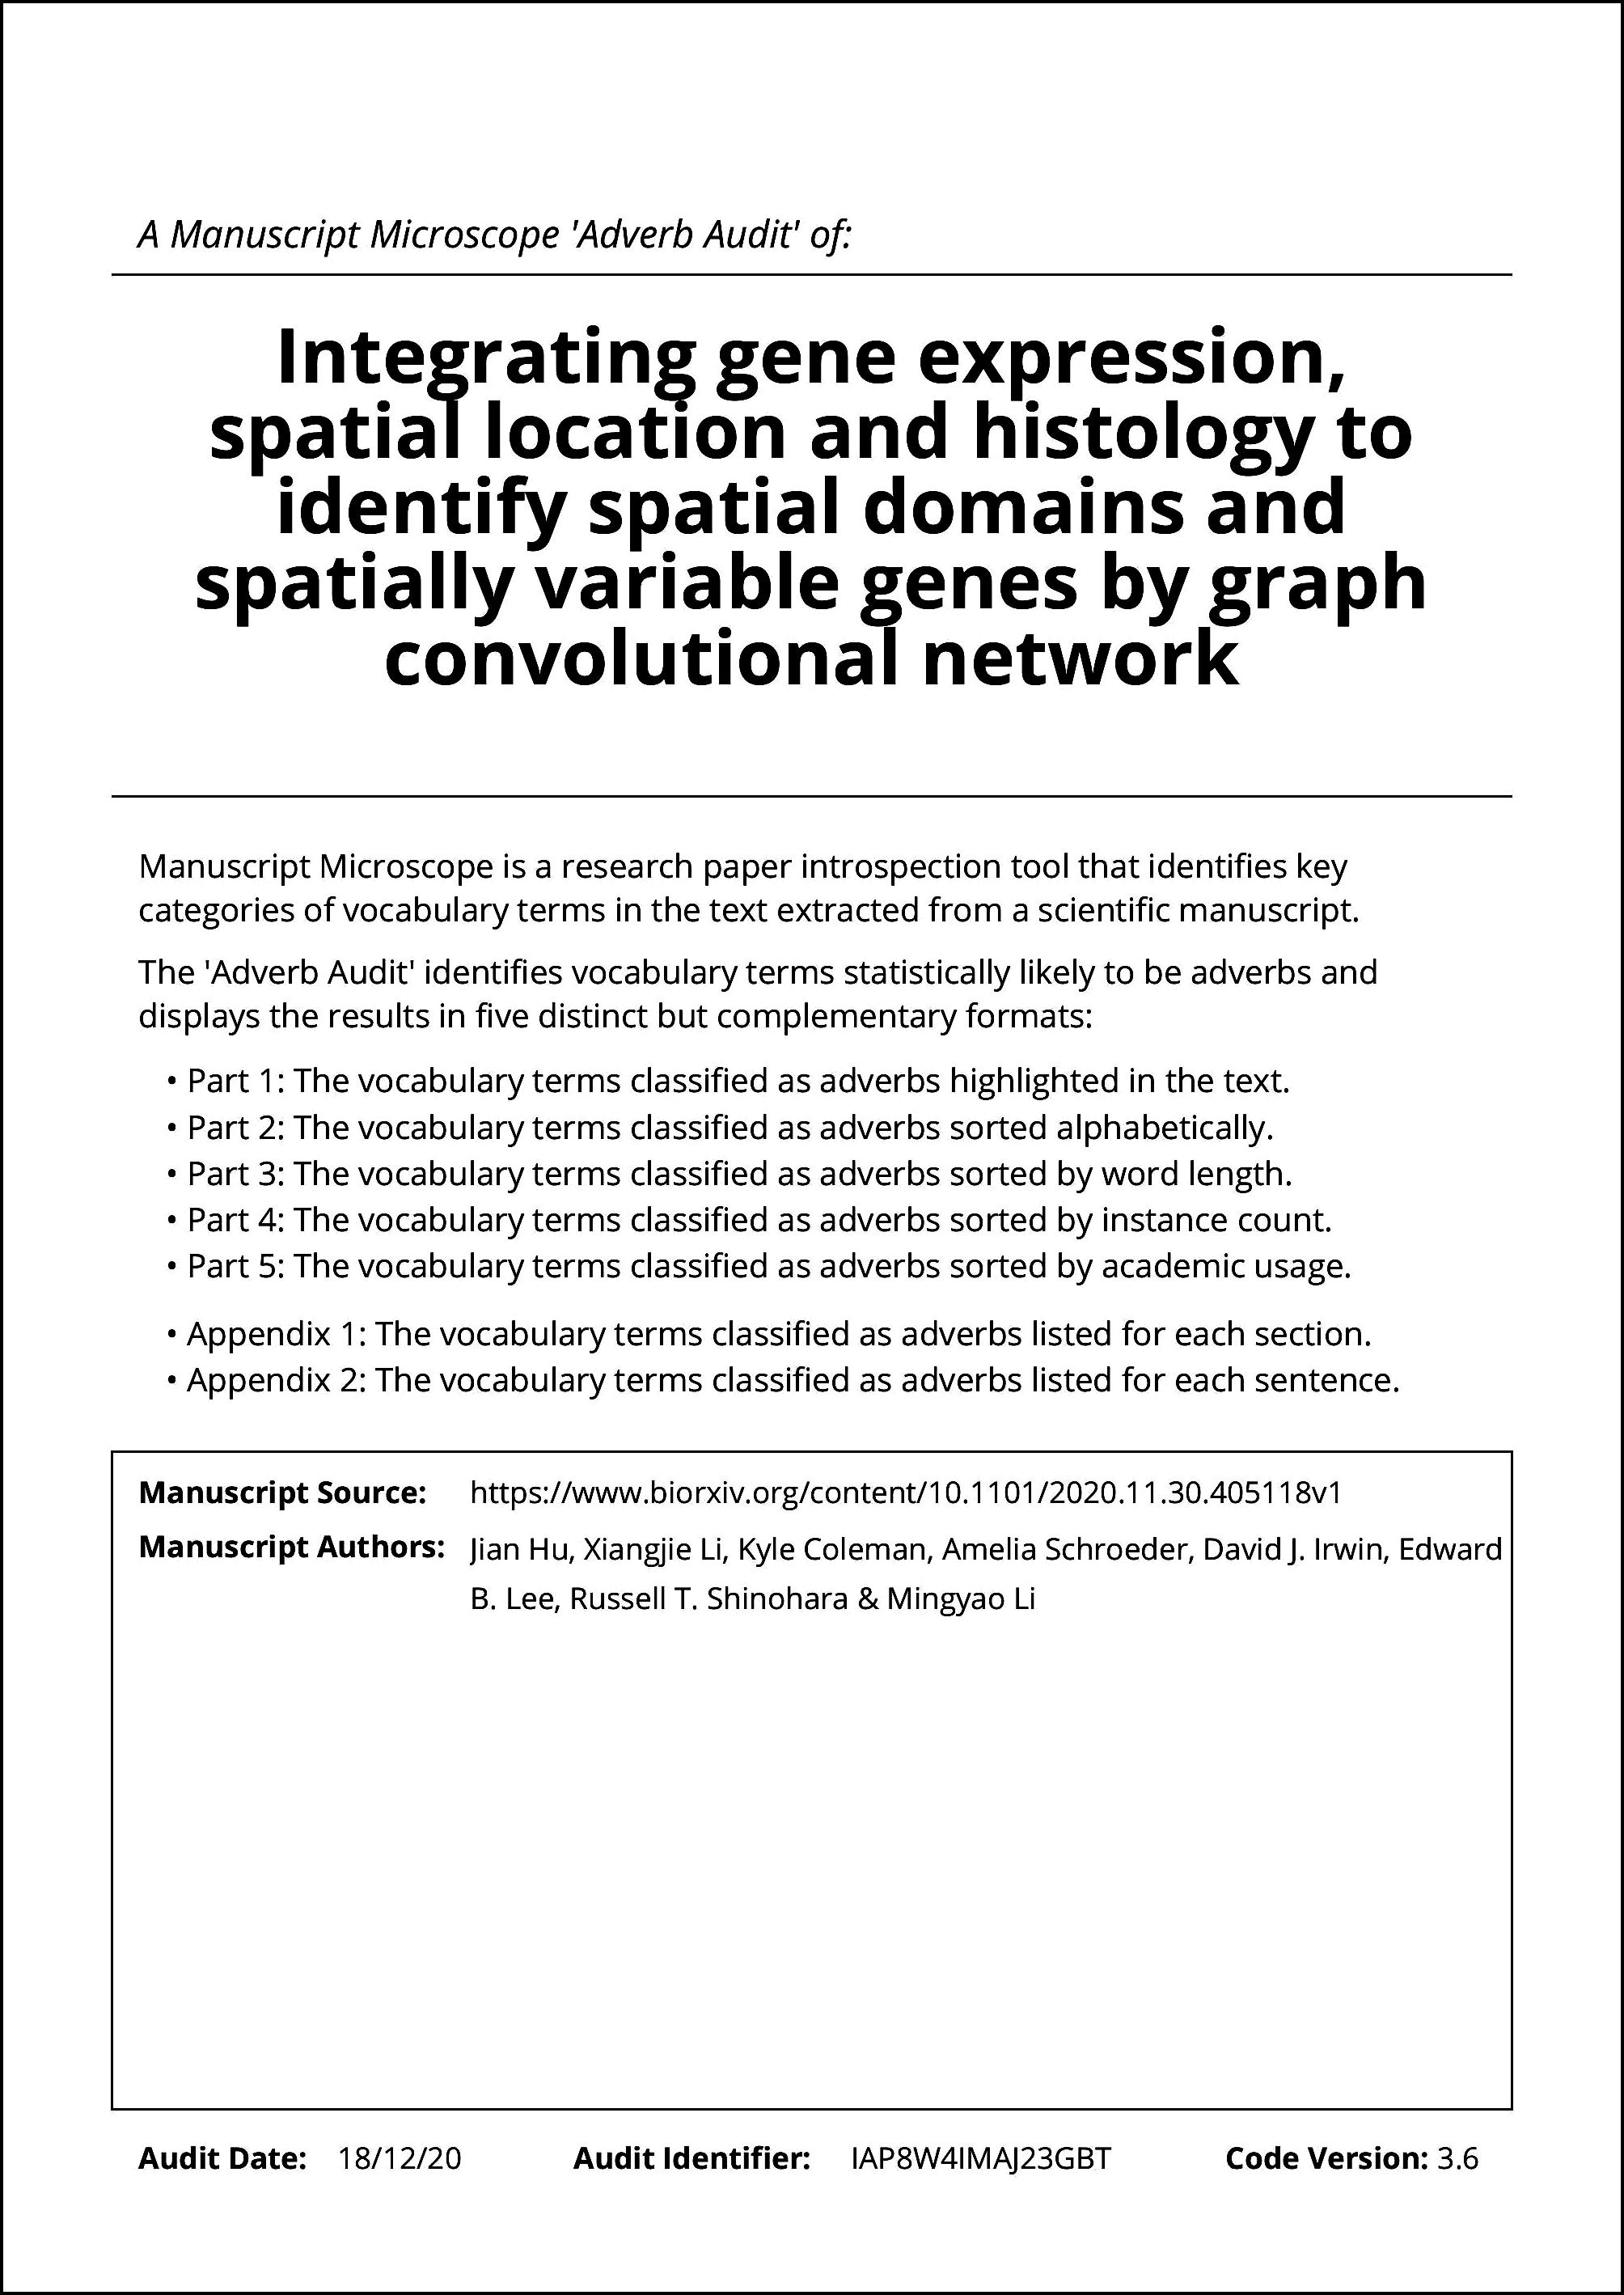 A Manuscript Microscope 'Adverb Audit' of:
Integrating gene expression,
spatial location and histology to
identify spatial domains and
spatially variable genes by graph
convolutional network
Manuscript Microscope is a research paper introspection tool that identifies key
categories of vocabulary terms in the text extracted from a scientific manuscript.
The 'Adverb Audit' identifies vocabulary terms statistically likely to be adverbs and
displays the results in five distinct but complementary formats:
• Part 1: The vocabulary terms classified as adverbs highlighted in the text.
• Part 2: The vocabulary terms classified as adverbs sorted alphabetically.
• Part 3: The vocabulary terms classified as adverbs sorted by word length.
• Part 4: The vocabulary terms classified as adverbs sorted by instance count.
• Part 5: The vocabulary terms classified as adverbs sorted by academic usage.
• Appendix 1: The vocabulary terms classified as adverbs listed for each section.
• Appendix 2: The vocabulary terms classified as adverbs listed for each sentence.
Manuscript Source: https://www.biorxiv.org/content/10.1101/2020.11.30.405118v1
Manuscript Authors: Jian Hu, Xiangjie Li, Kyle Coleman, Amelia Schroeder, David J. Irwin, Edward
B. Lee, Russell T. Shinohara & Mingyao Li
Audit Date: 18/12/20 Audit Identifier: IAP8W4IMAJ23GBT Code Version: 3.6